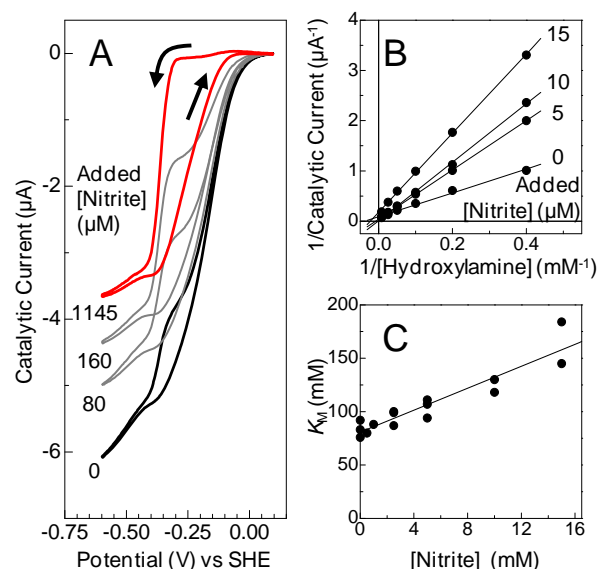 A
Added
[Nitrite]
(µM)
1145
160
80
0
0
-2
-4
-6
Catalytic Current (µA)
-0.75 -0.50 -0.25 0.00
Potential (V) vs SHE
B
15
10
5
0
Added
[Nitrite] (µM)
4
3
2
1
0
1/Catalytic Current (µA⁻¹)
0.0 0.2 0.4 0.6
1/[Hydroxylamine] (mM⁻¹)
C
200
150
100
75
50
0
K_M (mM)
0 4 8 12 16
[Nitrite] (mM)